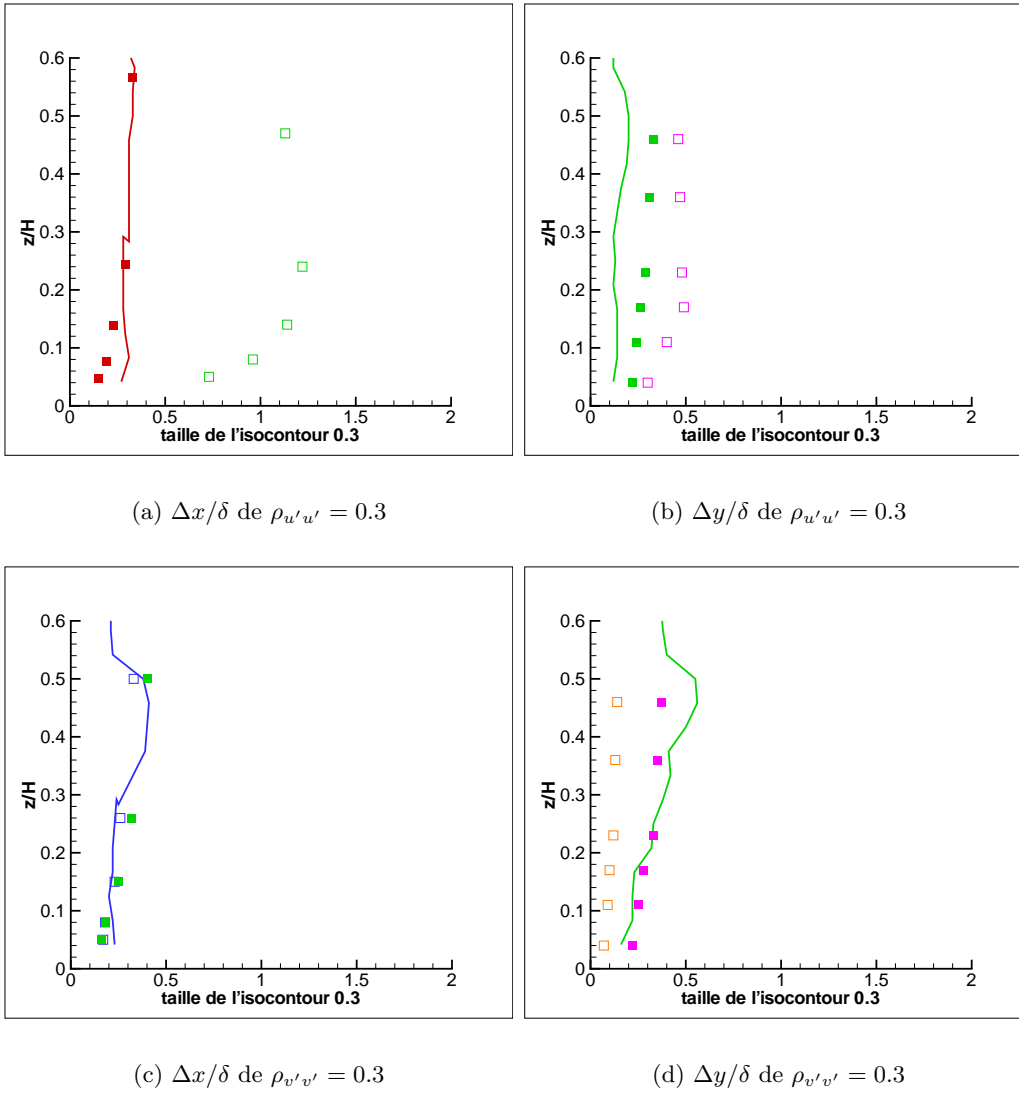 0.6
0.5
0.4
0.3
0.2
0.1
0
z/H
0 0.5 1 1.5 2
taille de l'isocontour 0.3
(a) Δx/δ de ρ_{u'u'} = 0.3
0.6
0.5
0.4
0.3
0.2
0.1
0
z/H
0 0.5 1 1.5 2
taille de l'isocontour 0.3
(b) Δy/δ de ρ_{u'u'} = 0.3
0.6
0.5
0.4
0.3
0.2
0.1
0
z/H
0 0.5 1 1.5 2
taille de l'isocontour 0.3
(c) Δx/δ de ρ_{v'v'} = 0.3
0.6
0.5
0.4
0.3
0.2
0.1
0
z/H
0 0.5 1 1.5 2
taille de l'isocontour 0.3
(d) Δy/δ de ρ_{v'v'} = 0.3